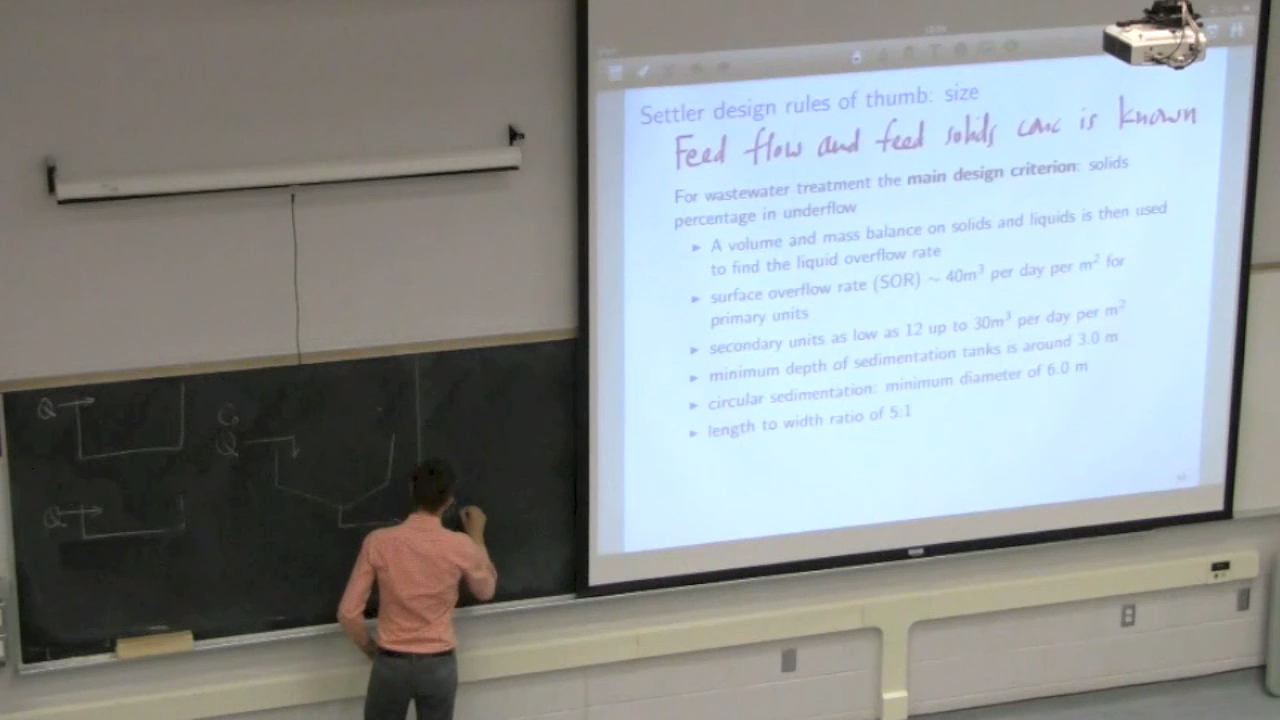 Settler design rules of thumb: size
Feed flow and feed solids conc is known
For wastewater treatment the main design criterion: solids
percentage in underflow
► A volume and mass balance on solids and liquids is then used
to find the liquid overflow rate
► surface overflow rate (SOR) ∼ 40m³ per day per m² for
primary units
► secondary units as low as 12 up to 30m³ per day per m²
► minimum depth of sedimentation tanks is around 3.0 m
► circular sedimentation: minimum diameter of 6.0 m
► length to width ratio of 5:1
Q
Q
Q